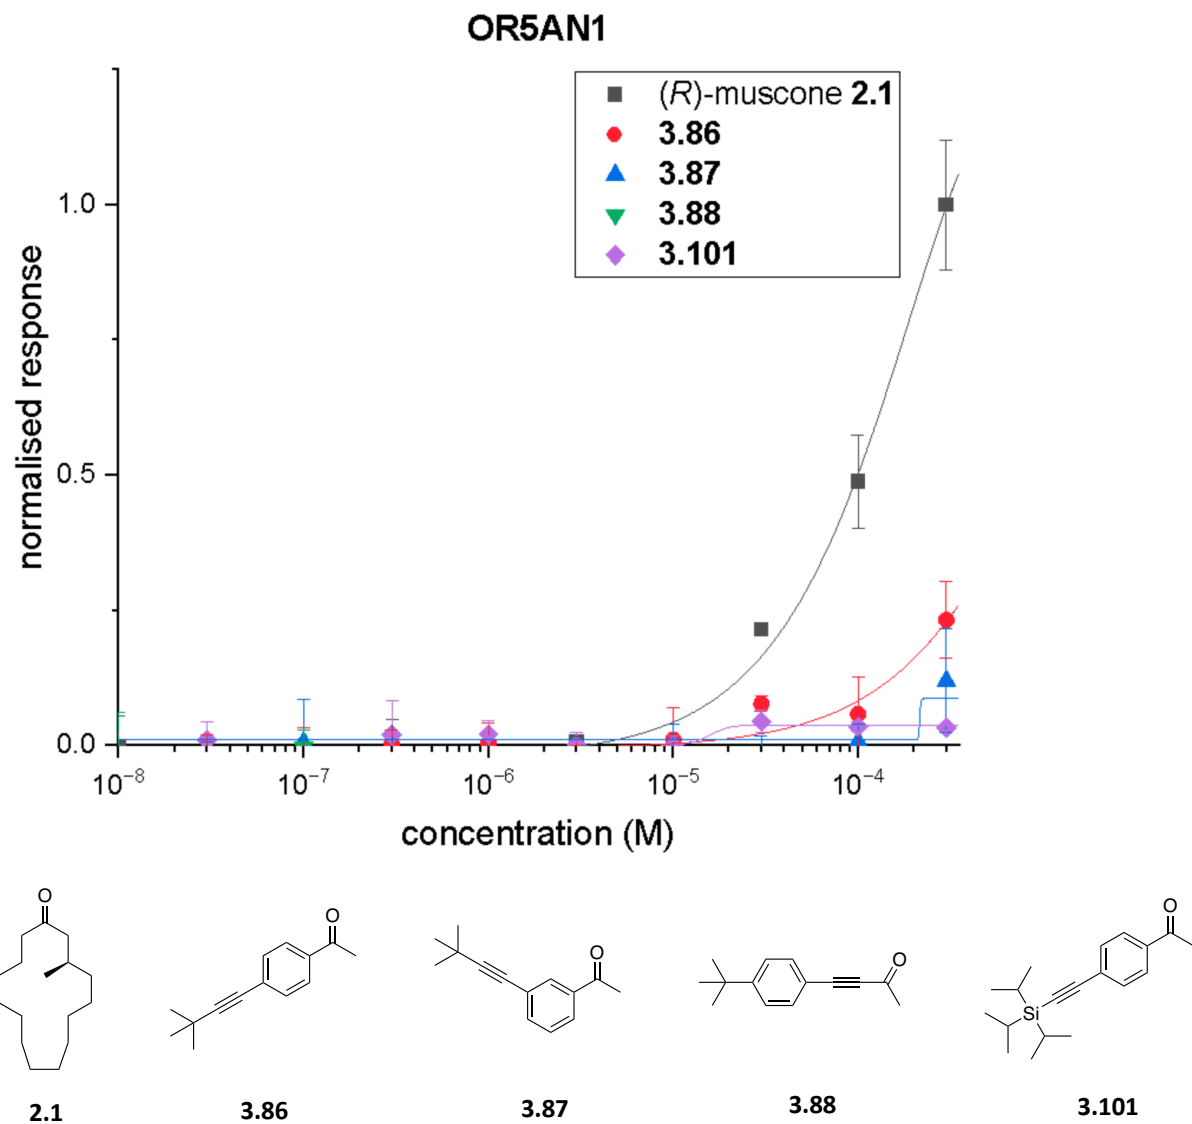 OR5AN1
(R)-muscone 2.1
3.86
3.87
3.88
3.101
normalised response
1.0
0.5
0.0
10⁻⁸ 10⁻⁷ 10⁻⁶ 10⁻⁵ 10⁻⁴
concentration (M)
O O O O O
Si
2.1 3.86 3.87 3.88 3.101